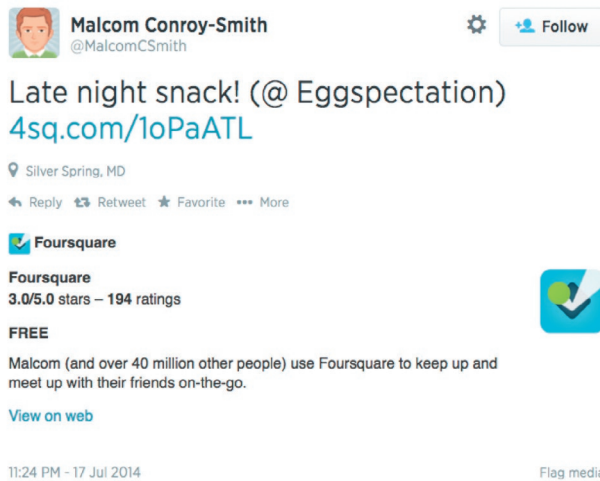 Malcom Conroy-Smith
@MalcomCSmith
Follow
Late night snack! (@ Eggspectation)
4sq.com/1oPaATL
Silver Spring, MD
Reply Retweet Favorite ••• More
Foursquare
Foursquare
3.0/5.0 stars – 194 ratings
FREE
Malcom (and over 40 million other people) use Foursquare to keep up and
meet up with their friends on-the-go.
View on web
11:24 PM - 17 Jul 2014
Flag media